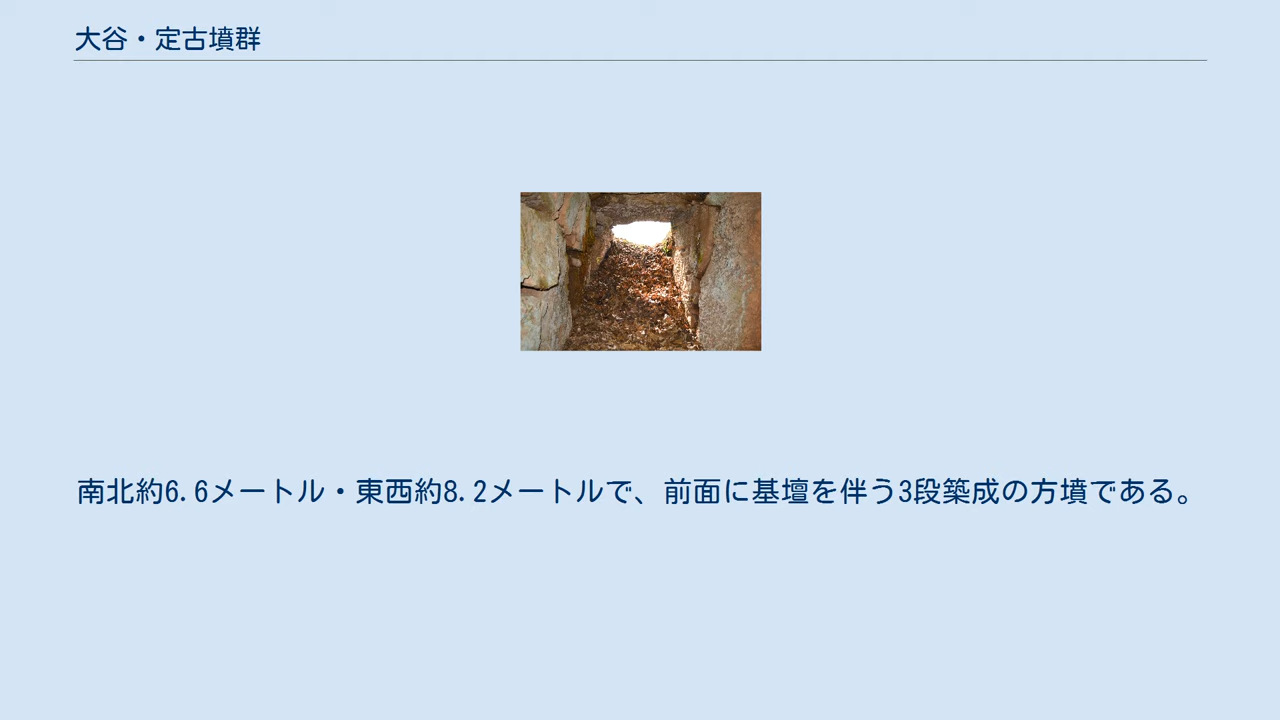 大谷・定古墳群
南北約6.6メートル・東西約8.2メートルで、前面に基壇を伴う3段築成の方墳である。